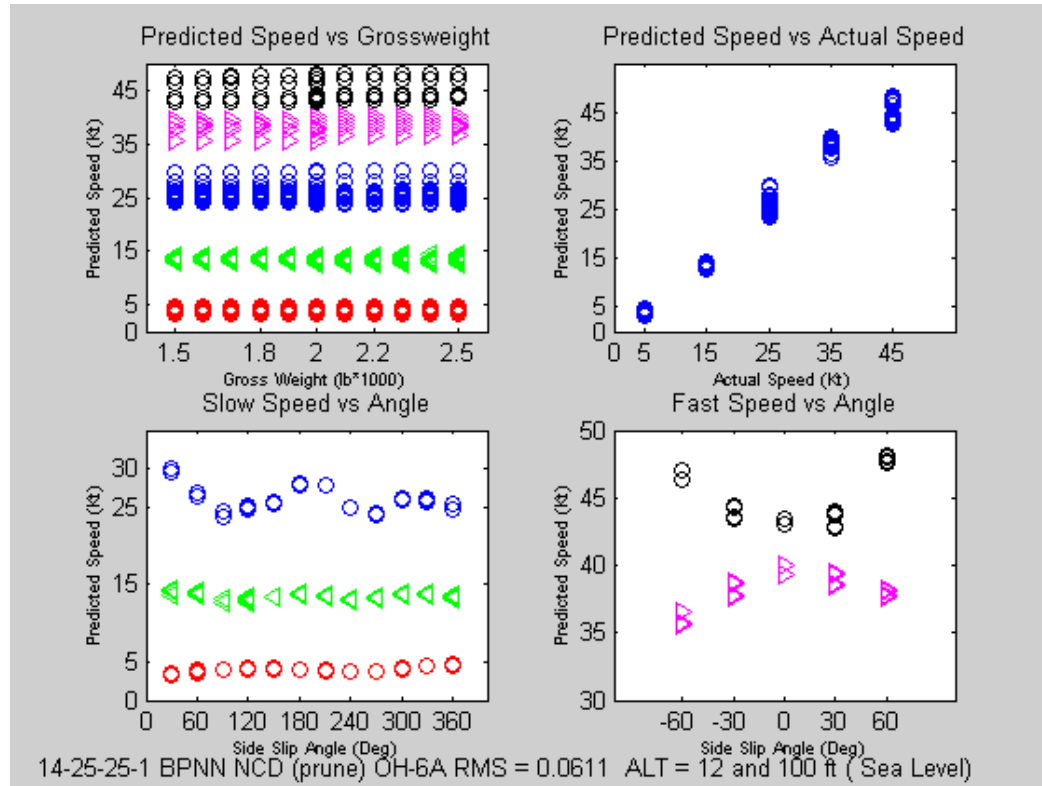 Predicted Speed vs Grossweight
Predicted Speed (Kt)
45
35
25
15
5
0
1.5 1.8 2 2.2 2.5
Gross Weight (lb*1000)
Predicted Speed vs Actual Speed
Predicted Speed (Kt)
45
35
25
15
5
0
0 5 15 25 35 45
Actual Speed (Kt)
Slow Speed vs Angle
Predicted Speed (Kt)
30
25
15
5
0
0 60 120 180 240 300 360
Side Slip Angle (Deg)
Fast Speed vs Angle
Predicted Speed (Kt)
50
45
40
35
30
-60 -30 0 30 60
Side Slip Angle (Deg)
14-25-25-1 BPNN NCD (prune) OH-6A RMS = 0.0611 ALT = 12 and 100 ft ( Sea Level)